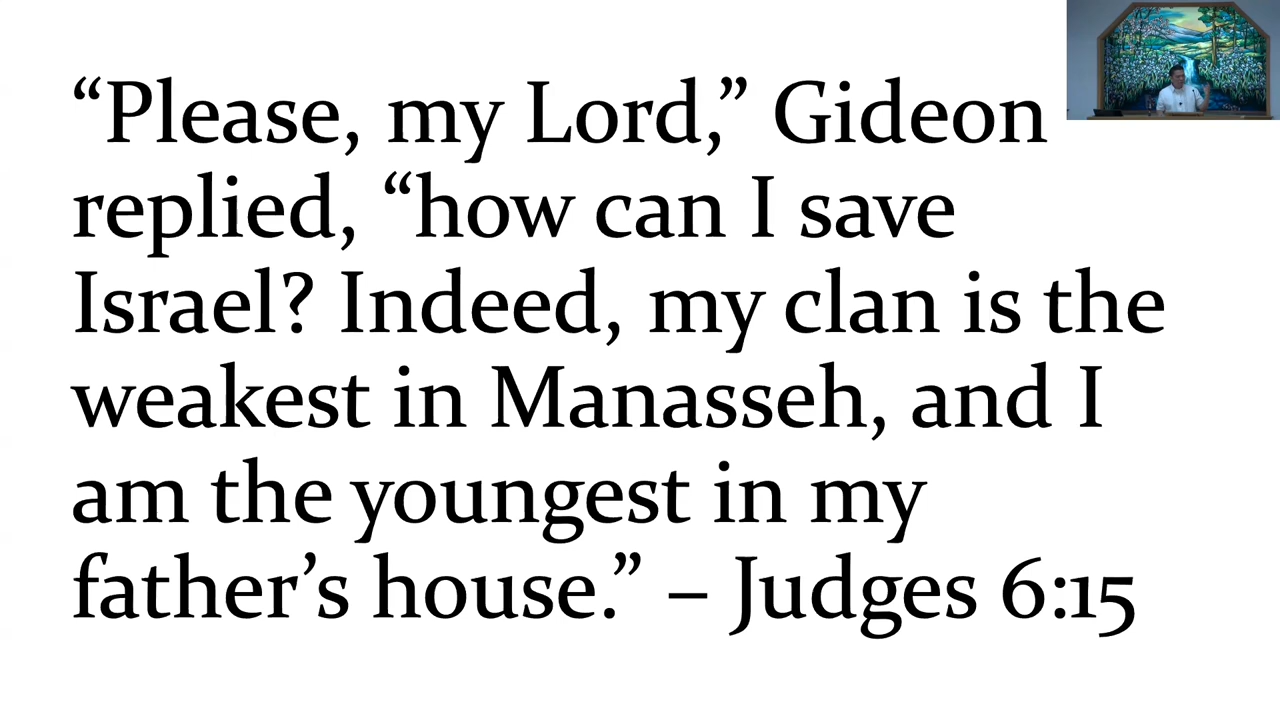 “Please, my Lord,” Gideon
replied, “how can I save
Israel? Indeed, my clan is the
weakest in Manasseh, and I
am the youngest in my
father’s house.” – Judges 6:15